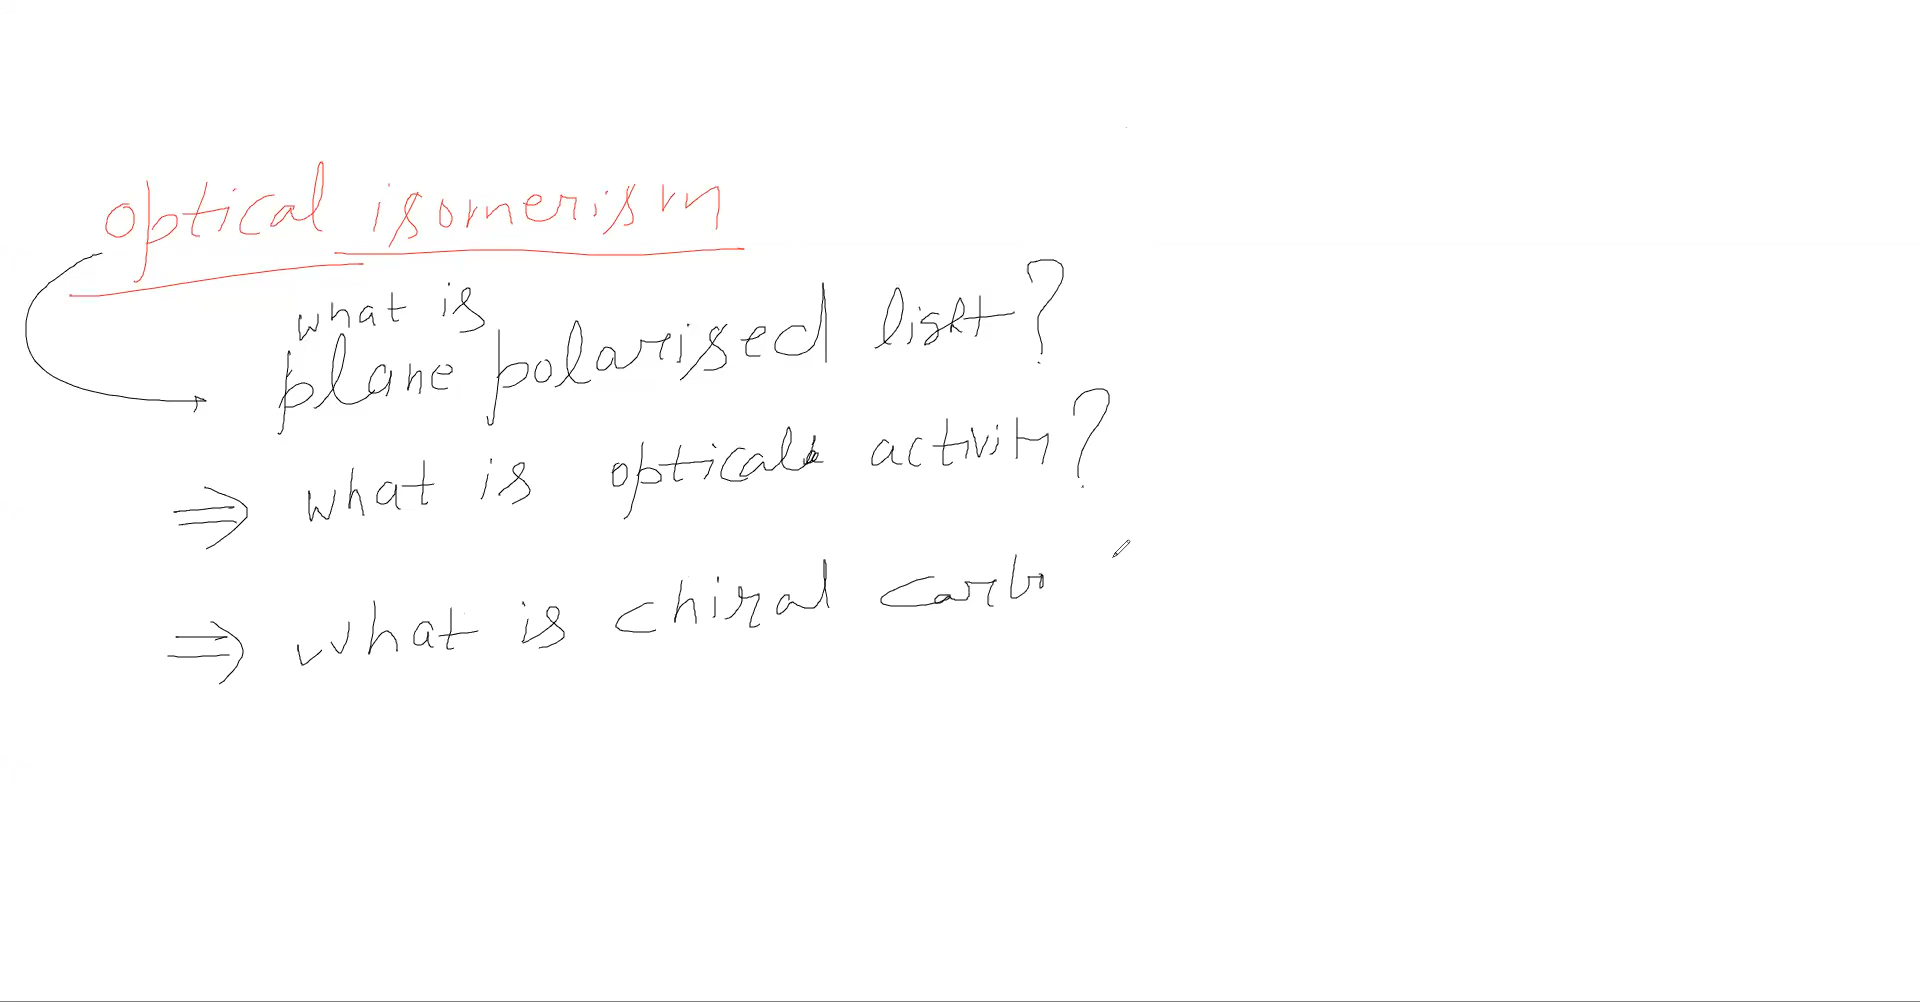 optical isomerism
what is
plane polarised light?
⇒ what is optical activity?
⇒ what is chiral carbo